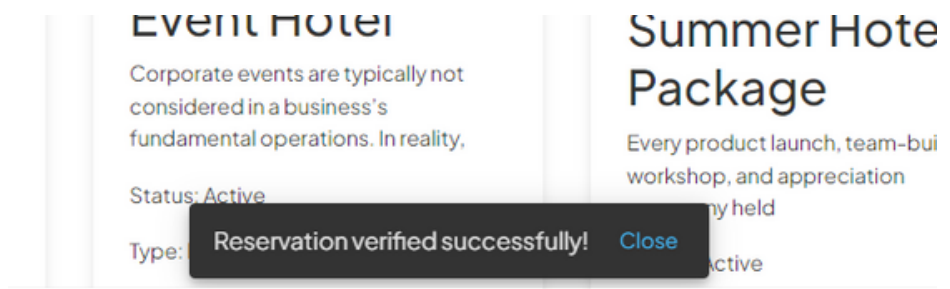 Event Hotel
Corporate events are typically not
considered in a business's
fundamental operations. In reality,
Status: Active
Type:
Summer Hote
Package
Every product launch, team-bui
workshop, and appreciation
ny held
Active
Reservation verified successfully! Close